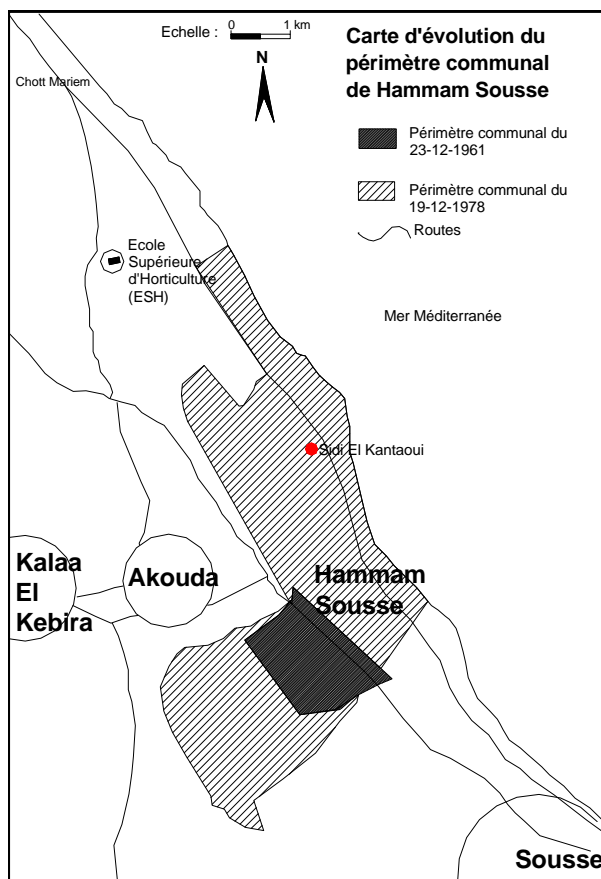 Echelle :
0
1 km
N
Carte d'évolution du
périmètre communal
de Hammam Sousse
Chott Mariem
Périmètre communal du
23-12-1961
Périmètre communal du
19-12-1978
Routes
Ecole
Supérieure
d'Horticulture
(ESH)
Mer Méditerranée
Sidi El Kantaoui
Kalaa
El
Kebira
Akouda
Hammam
Sousse
Sousse